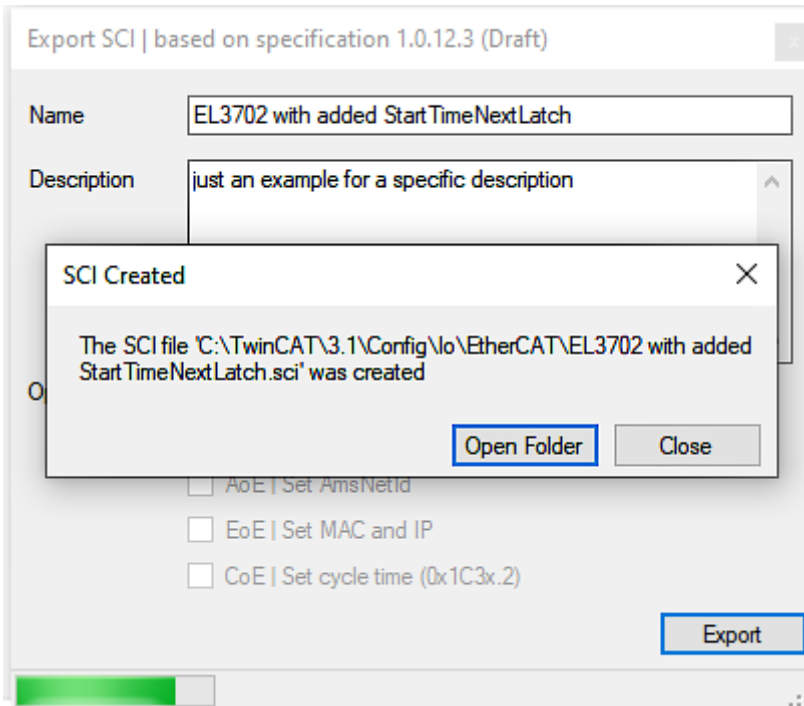 Export SCI | based on specification 1.0.12.3 (Draft)
Name
EL3702 with added StartTimeNextLatch
Description
just an example for a specific description
SCI Created
The SCI file 'C:\TwinCAT\3.1\Config\Io\EtherCAT\EL3702 with added
StartTimeNextLatch.sci' was created
Open Folder
Close
AoE | Set AmsNetId
EoE | Set MAC and IP
CoE | Set cycle time (0x1C3x.2)
Export